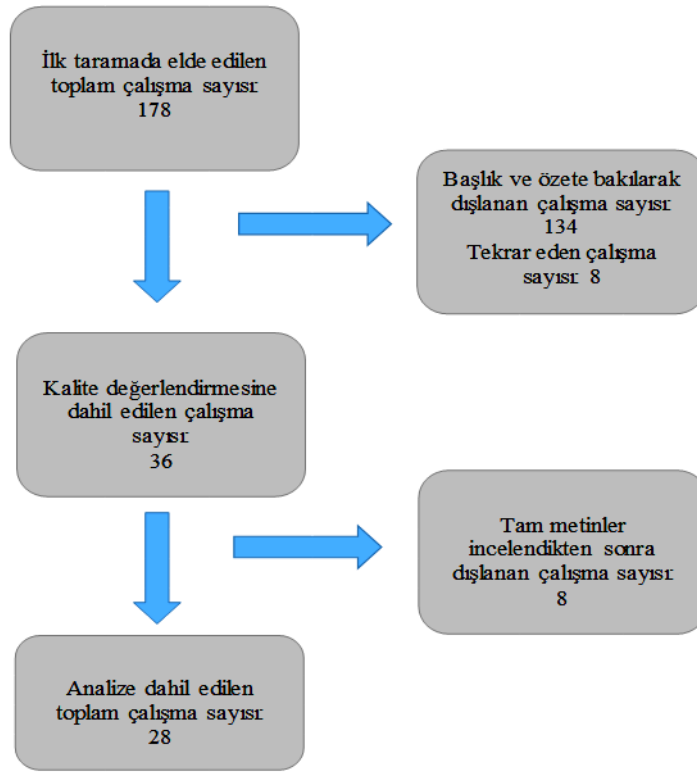 İlk taramada elde edilen
toplam çalışma sayısı:
178
Başlık ve özete bakılarak
dışlanan çalışma sayısı:
134
Tekrar eden çalışma
sayısı: 8
Kalite değerlendirmesine
dahil edilen çalışma
sayısı:
36
Tam metinler
incelendikten sonra
dışlanan çalışma sayısı:
8
Analize dahil edilen
toplam çalışma sayısı:
28